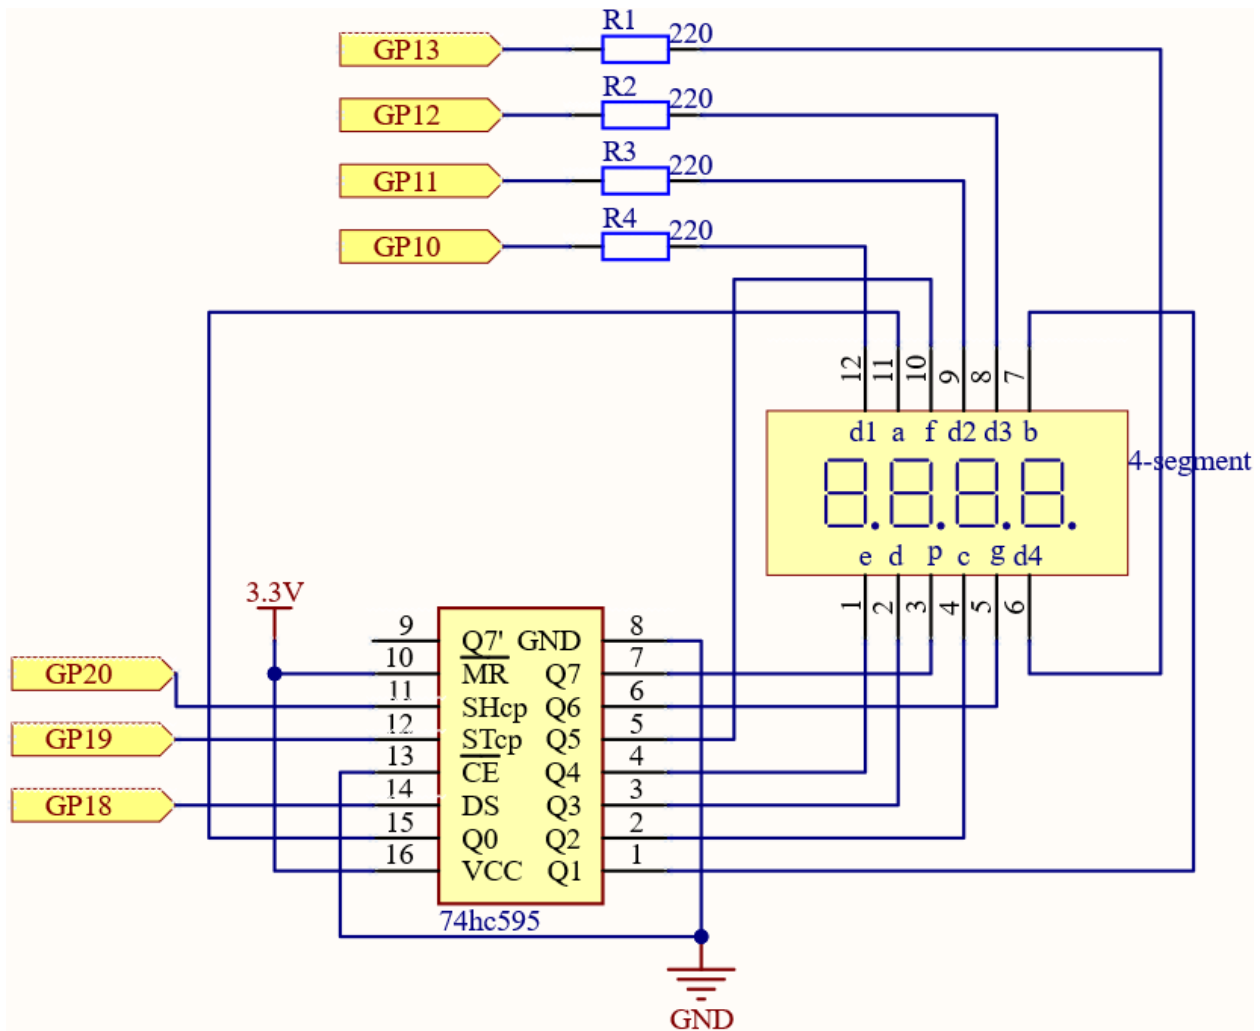 R1
GP13
220
R2
GP12
220
R3
GP11
220
R4
GP10
220
12
11
10
9
8
7
d1 a f d2 d3 b
4-segment
e d p c g d4
1
2
3
4
5
6
3.3V
9 Q7' GND 8
GP20
10 MR Q7 7
11 SHcp Q6 6
GP19
12 STcp Q5 5
13 CE Q4 4
GP18
14 DS Q3 3
15 Q0 Q2 2
16 VCC Q1 1
74hc595
GND